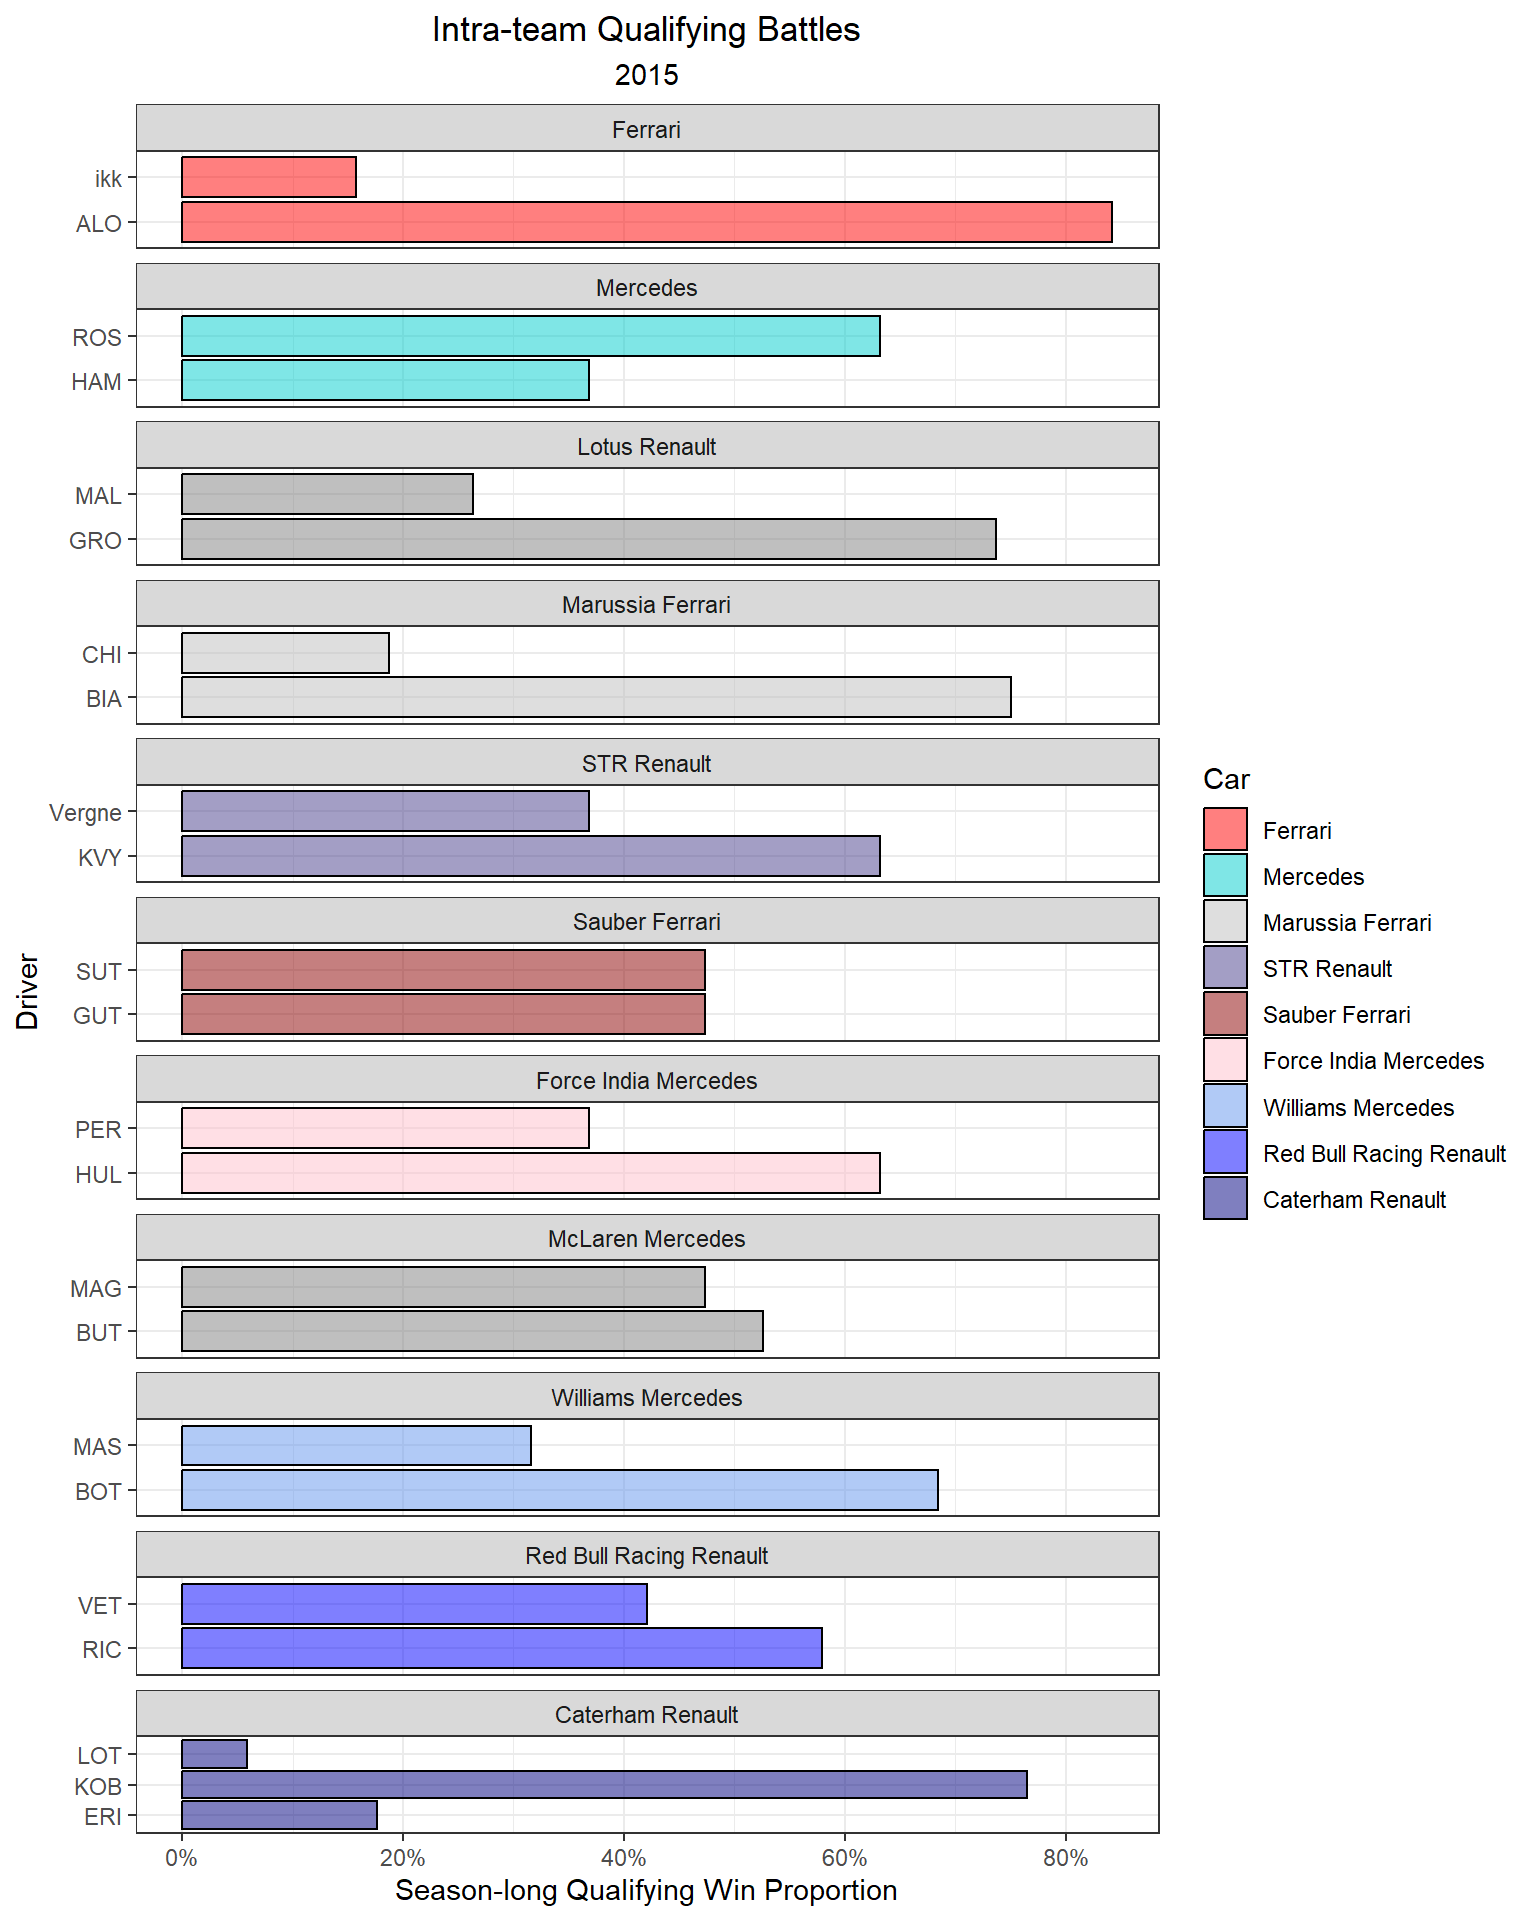 Intra-team Qualifying Battles
2015
Ferrari
ikk
ALO
Mercedes
ROS
HAM
Lotus Renault
MAL
GRO
Marussia Ferrari
CHI
BIA
STR Renault
Vergne
KVY
Sauber Ferrari
SUT
GUT
Force India Mercedes
PER
HUL
McLaren Mercedes
MAG
BUT
Williams Mercedes
MAS
BOT
Red Bull Racing Renault
VET
RIC
Caterham Renault
LOT
KOB
ERI
0% 20% 40% 60% 80%
Season-long Qualifying Win Proportion
Driver
Car
Ferrari
Mercedes
Marussia Ferrari
STR Renault
Sauber Ferrari
Force India Mercedes
Williams Mercedes
Red Bull Racing Renault
Caterham Renault